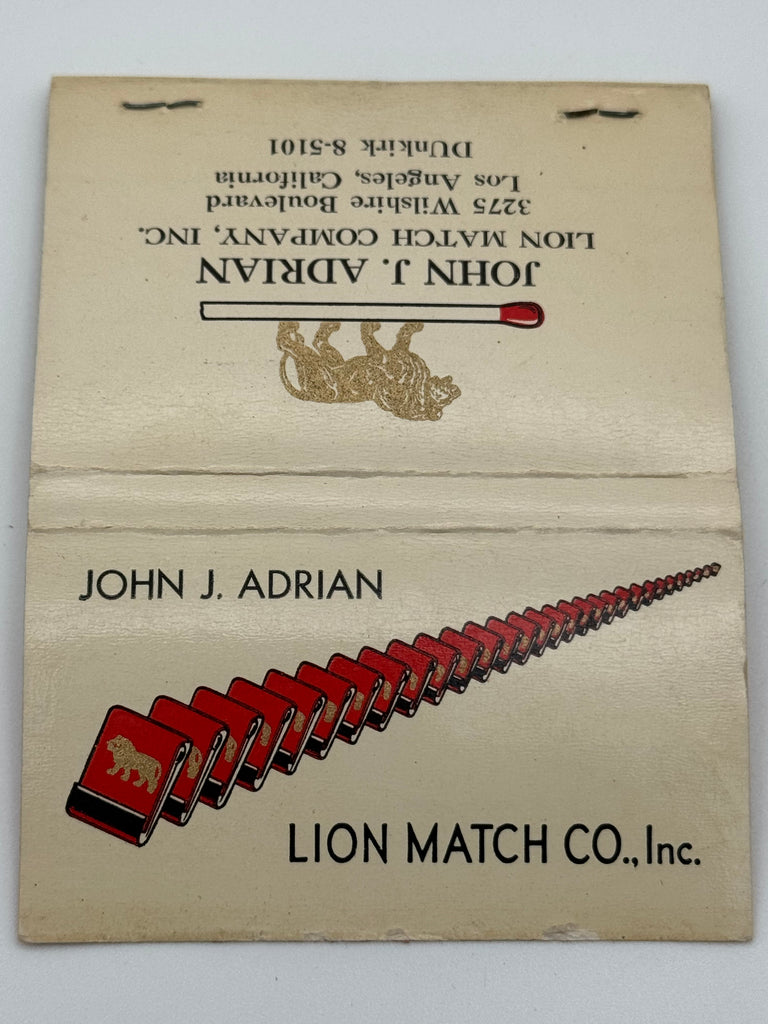 DUnkirk 8-5101
Los Angeles, California
3275 Wilshire Boulevard
LION MATCH COMPANY, INC.
JOHN J. ADRIAN
JOHN J. ADRIAN
LION MATCH CO., Inc.